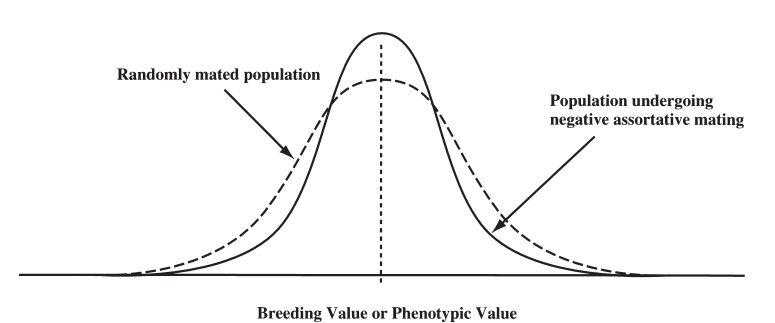 Randomly mated population
Population undergoing
negative assortative mating
Breeding Value or Phenotypic Value